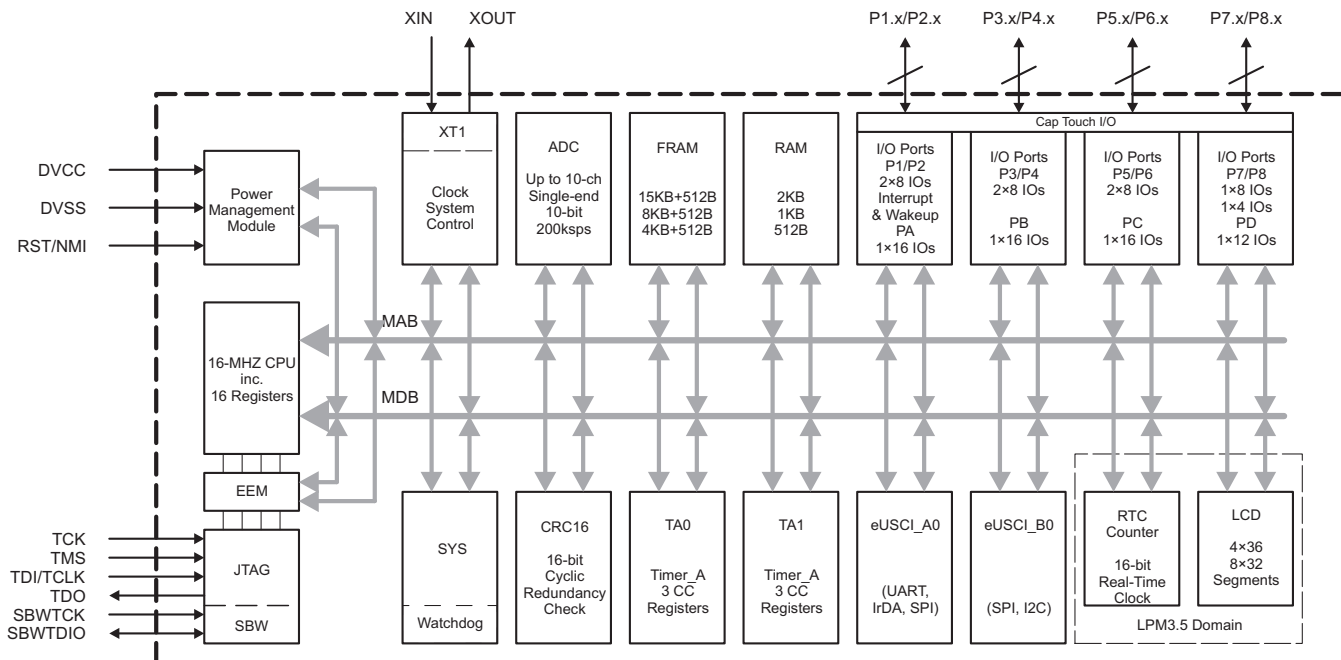 XIN
XOUT
P1.x/P2.x
P3.x/P4.x
P5.x/P6.x
P7.x/P8.x
DVCC
DVSS
RST/NMI
Power
Management
Module
XT1
Clock
System
Control
ADC
Up to 10-ch
Single-end
10-bit
200ksps
FRAM
15KB+512B
8KB+512B
4KB+512B
RAM
2KB
1KB
512B
Cap Touch I/O
I/O Ports
P1/P2
2×8 IOs
Interrupt
& Wakeup
PA
1×16 IOs
I/O Ports
P3/P4
2×8 IOs
PB
1×16 IOs
I/O Ports
P5/P6
2×8 IOs
PC
1×16 IOs
I/O Ports
P7/P8
1×8 IOs
1×4 IOs
PD
1×12 IOs
MAB
16-MHZ CPU
inc.
16 Registers
MDB
EEM
TCK
TMS
TDI/TCLK
TDO
SBWTCK
SBWTDIO
JTAG
SBW
SYS
Watchdog
CRC16
16-bit
Cyclic
Redundancy
Check
TA0
Timer_A
3 CC
Registers
TA1
Timer_A
3 CC
Registers
eUSCI_A0
(UART,
IrDA, SPI)
eUSCI_B0
(SPI, I2C)
RTC
Counter
16-bit
Real-Time
Clock
LCD
4×36
8×32
Segments
LPM3.5 Domain